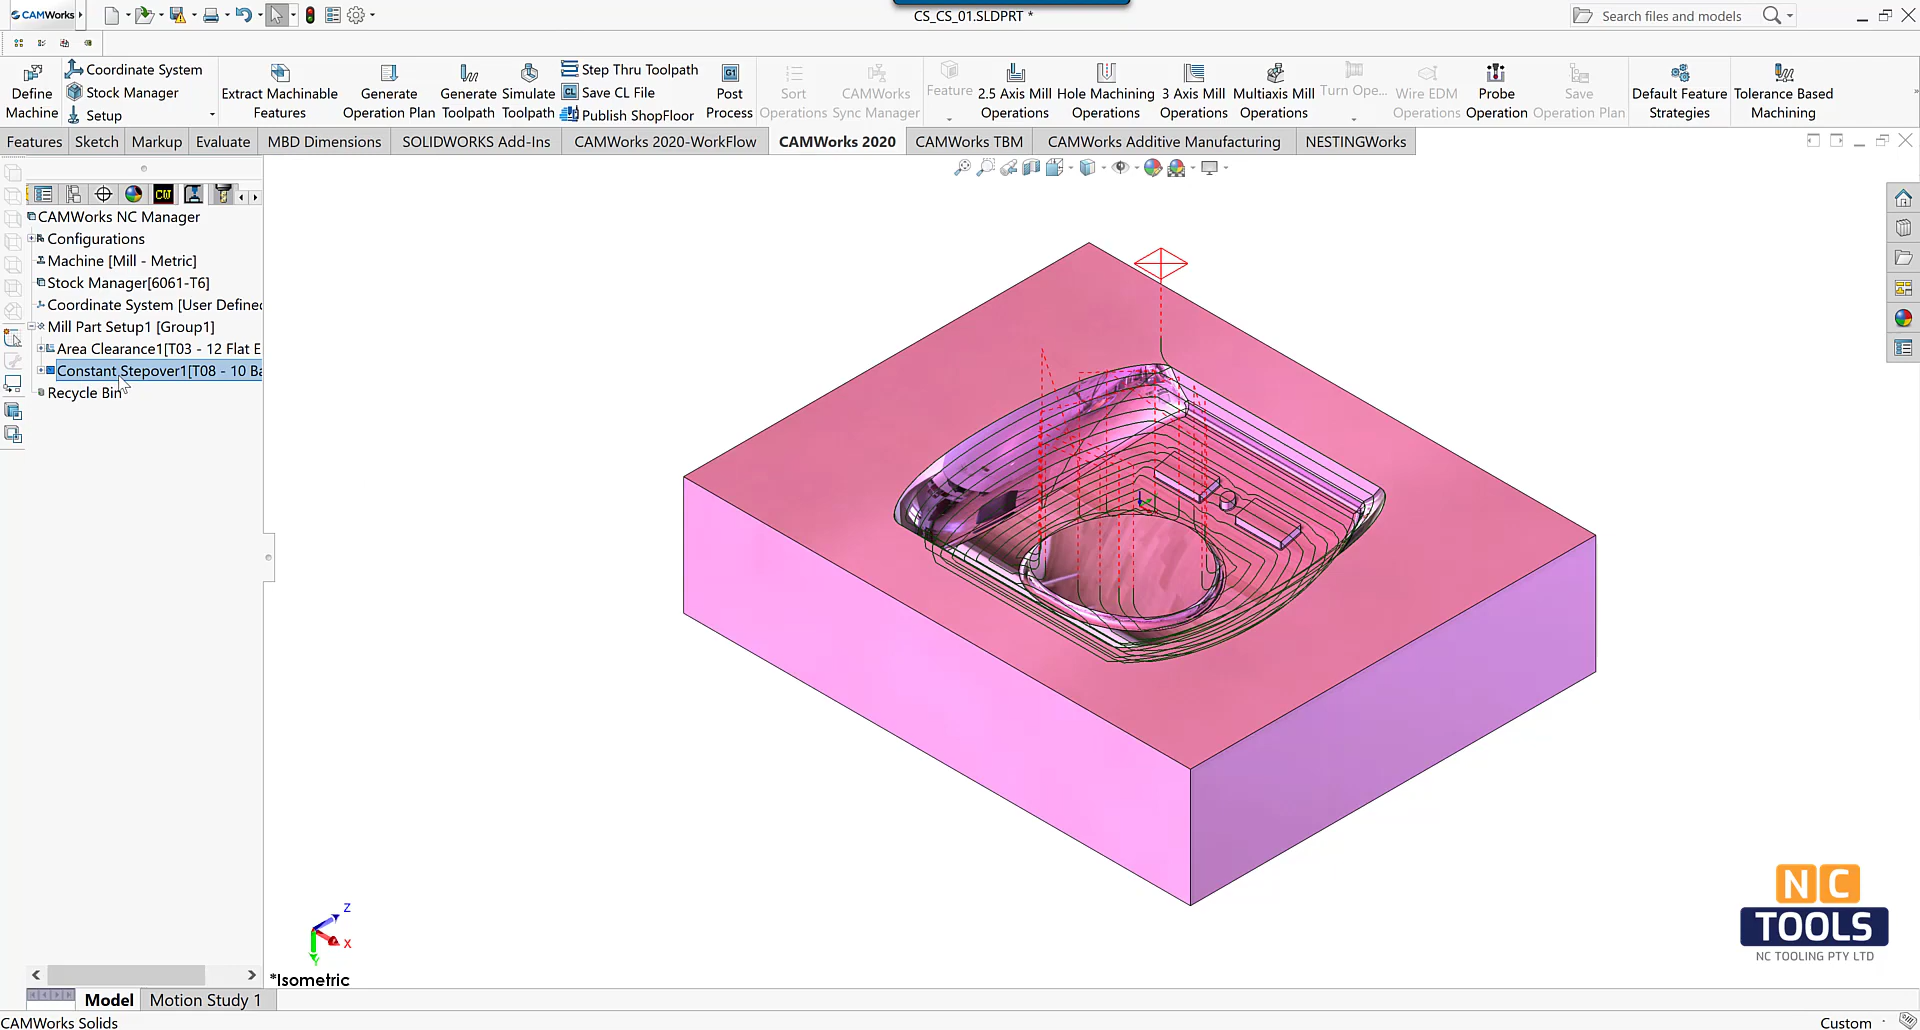 CAMWorks
CS_CS_01.SLDPRT *
Search files and models
Define Machine
Coordinate System
Stock Manager
Setup
Extract Machinable Features
Generate Operation Plan
Generate Toolpath
Simulate Toolpath
Step Thru Toolpath
CL Save CL File
Publish ShopFloor
G1
Post Process
Sort Operations
CAMWorks Sync Manager
Feature
2.5 Axis Mill Operations
Hole Machining Operations
3 Axis Mill Operations
Multiaxis Mill Operations
Turn Ope...
Wire EDM Operations
Probe Operation
Save Operation Plan
Default Feature Strategies
Tolerance Based Machining
Features
Sketch
Markup
Evaluate
MBD Dimensions
SOLIDWORKS Add-Ins
CAMWorks 2020-WorkFlow
CAMWorks 2020
CAMWorks TBM
CAMWorks Additive Manufacturing
NESTINGWorks
CW
CAMWorks NC Manager
Configurations
Machine [Mill - Metric]
Stock Manager[6061-T6]
Coordinate System [User Define
Mill Part Setup1 [Group1]
Area Clearance1[T03 - 12 Flat E
Constant Stepover1[T08 - 10 Ba
Recycle Bin
Z
X
Y
*Isometric
NC
TOOLS
NC TOOLING PTY LTD
Model
Motion Study 1
CAMWorks Solids
Custom